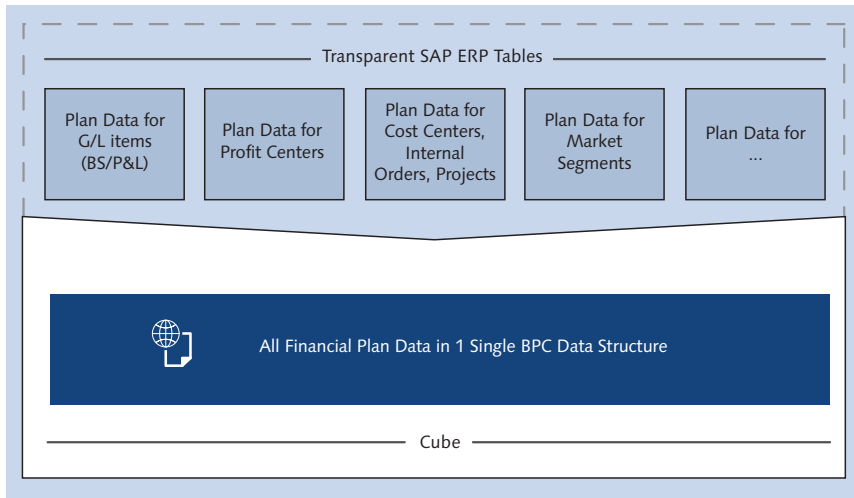 Transparent SAP ERP Tables
Plan Data for
G/L items
(BS/P&L)
Plan Data for
Profit Centers
Plan Data for
Cost Centers,
Internal
Orders, Projects
Plan Data for
Market
Segments
Plan Data for
...
All Financial Plan Data in 1 Single BPC Data Structure
Cube